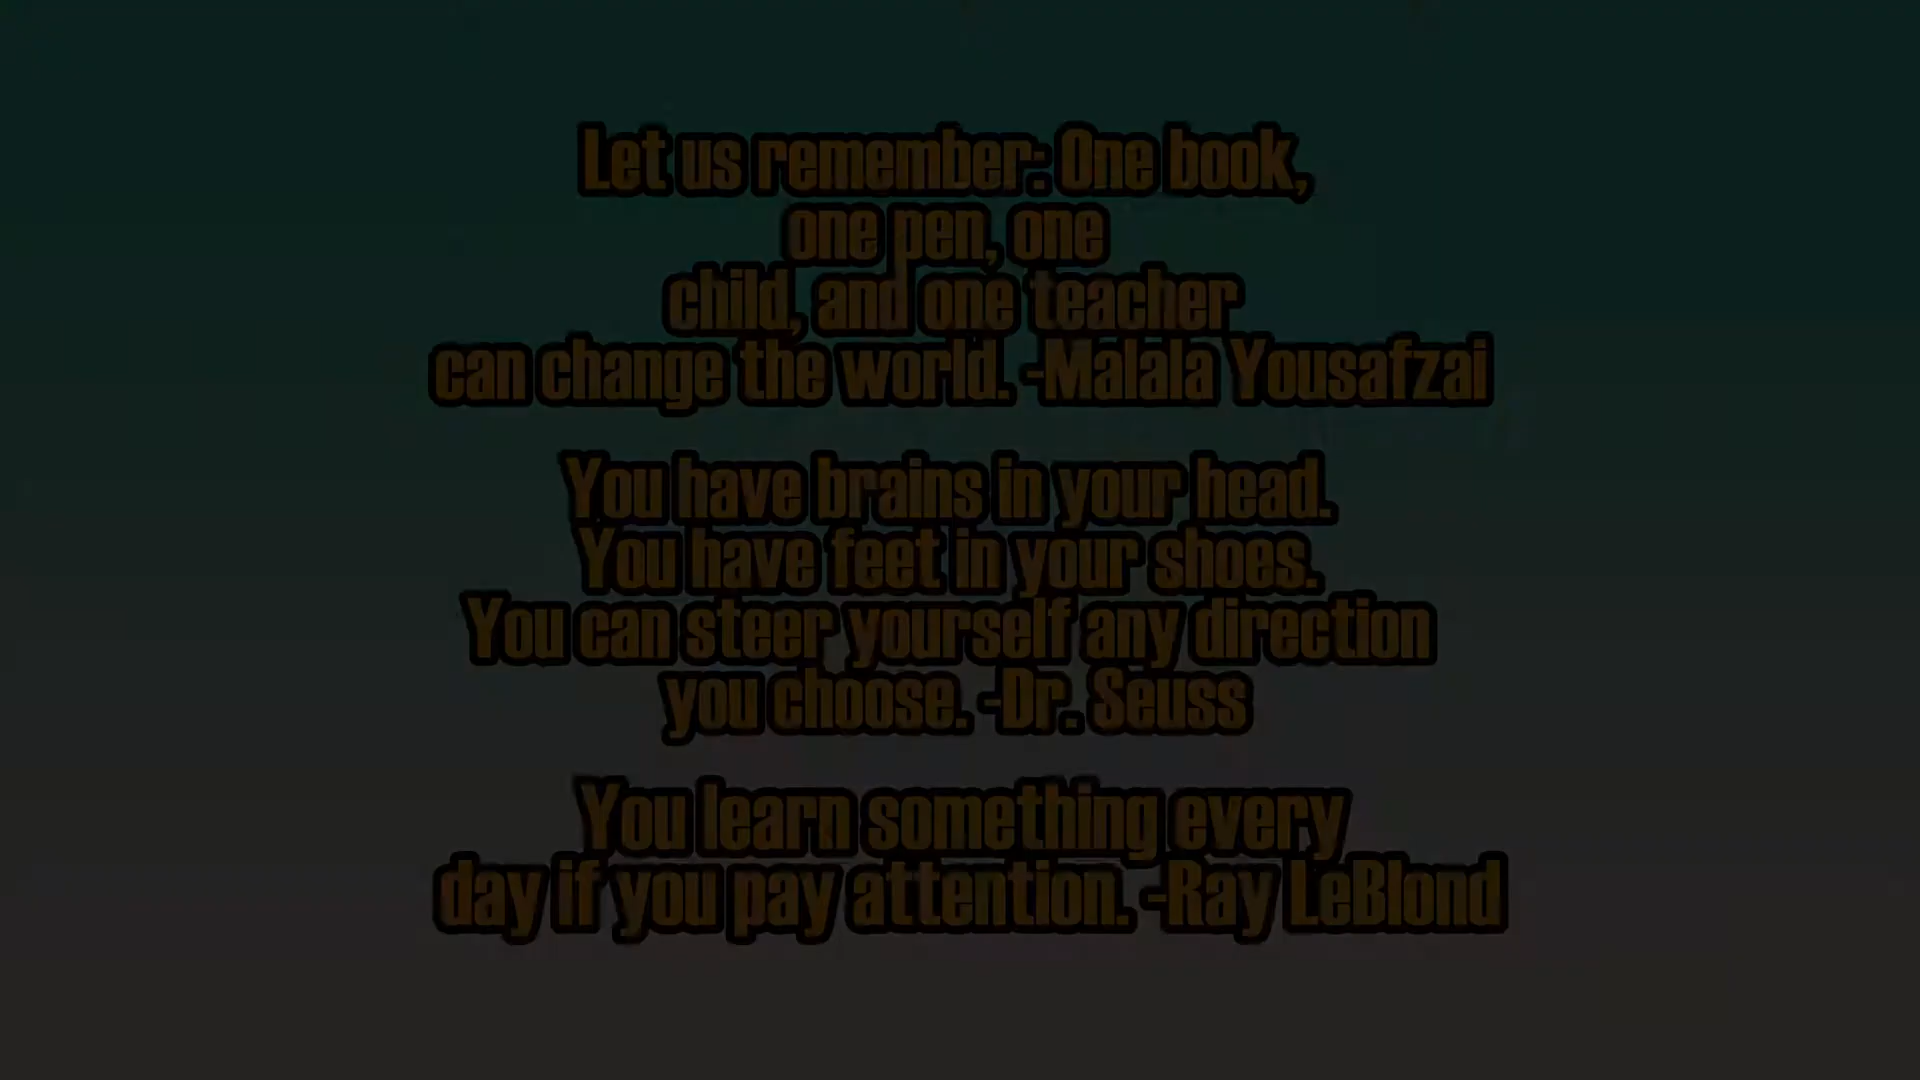 Let us remember: One book,
one pen, one
child, and one teacher
can change the world. -Malala Yousafzai
You have brains in your head.
You have feet in your shoes.
You can steer yourself any direction
you choose. -Dr. Seuss
You learn something every
day if you pay attention. -Ray LeBlond